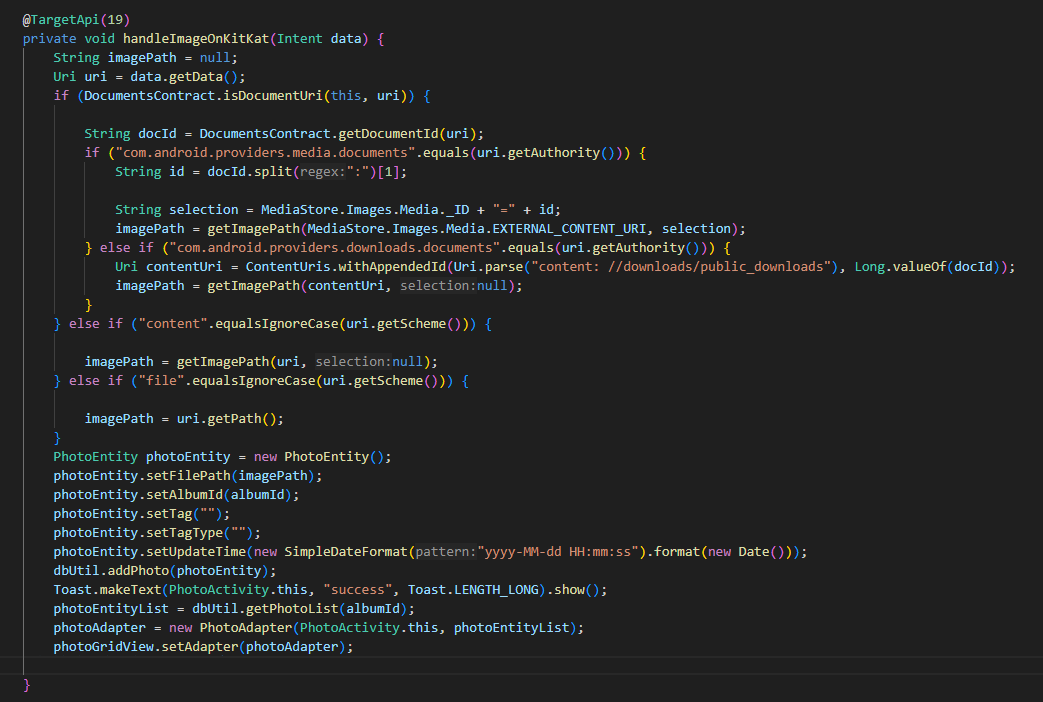 @TargetApi(19)
private void handleImageOnKitKat(Intent data) {
    String imagePath = null;
    Uri uri = data.getData();
    if (DocumentsContract.isDocumentUri(this, uri)) {

        String docId = DocumentsContract.getDocumentId(uri);
        if ("com.android.providers.media.documents".equals(uri.getAuthority())) {
            String id = docId.split(regex:":")[1];

            String selection = MediaStore.Images.Media._ID + "=" + id;
            imagePath = getImagePath(MediaStore.Images.Media.EXTERNAL_CONTENT_URI, selection);
        } else if ("com.android.providers.downloads.documents".equals(uri.getAuthority())) {
            Uri contentUri = ContentUris.withAppendedId(Uri.parse("content: //downloads/public_downloads"), Long.valueOf(docId));
            imagePath = getImagePath(contentUri, selection:null);
        }
    } else if ("content".equalsIgnoreCase(uri.getScheme())) {

        imagePath = getImagePath(uri, selection:null);
    } else if ("file".equalsIgnoreCase(uri.getScheme())) {

        imagePath = uri.getPath();
    }
    PhotoEntity photoEntity = new PhotoEntity();
    photoEntity.setFilePath(imagePath);
    photoEntity.setAlbumId(albumId);
    photoEntity.setTag("");
    photoEntity.setTagType("");
    photoEntity.setUpdateTime(new SimpleDateFormat(pattern:"yyyy-MM-dd HH:mm:ss").format(new Date()));
    dbUtil.addPhoto(photoEntity);
    Toast.makeText(PhotoActivity.this, "success", Toast.LENGTH_LONG).show();
    photoEntityList = dbUtil.getPhotoList(albumId);
    photoAdapter = new PhotoAdapter(PhotoActivity.this, photoEntityList);
    photoGridView.setAdapter(photoAdapter);

}